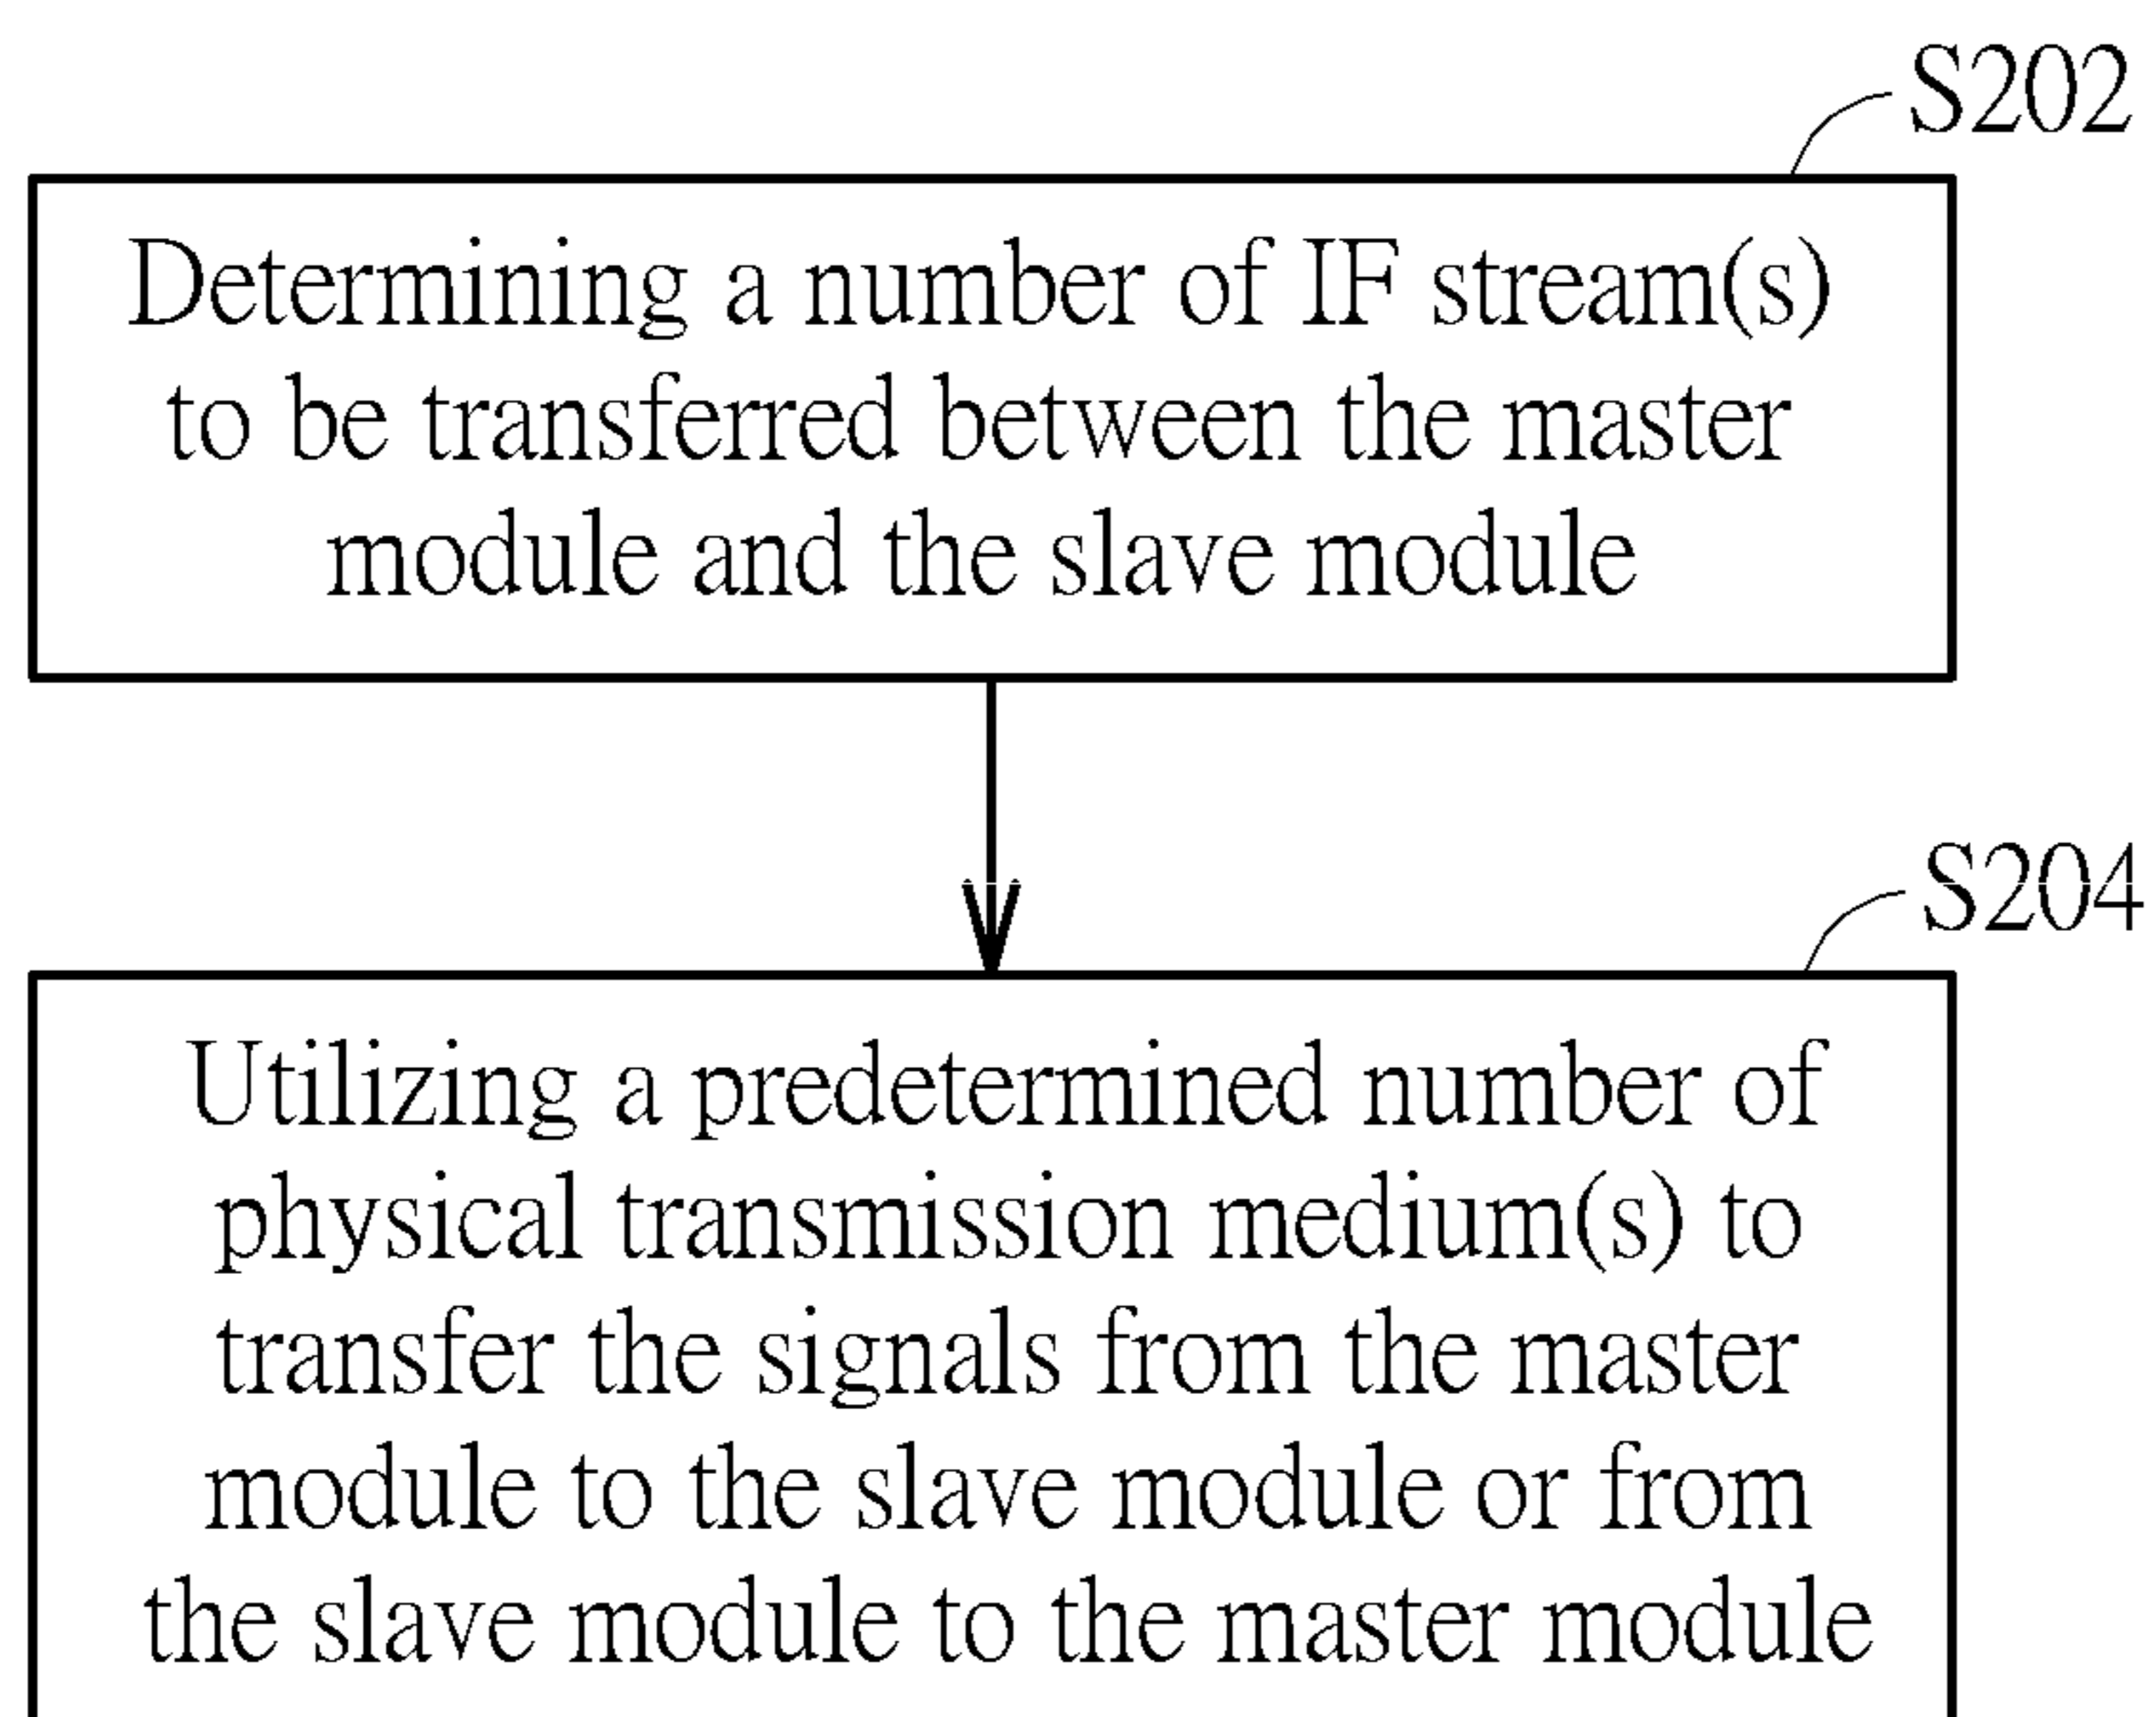 S202
Determining a number of IF stream(s)
to be transferred between the master
module and the slave module
S204
Utilizing a predetermined number of
physical transmission medium(s) to
transfer the signals from the master
module to the slave module or from
the slave module to the master module